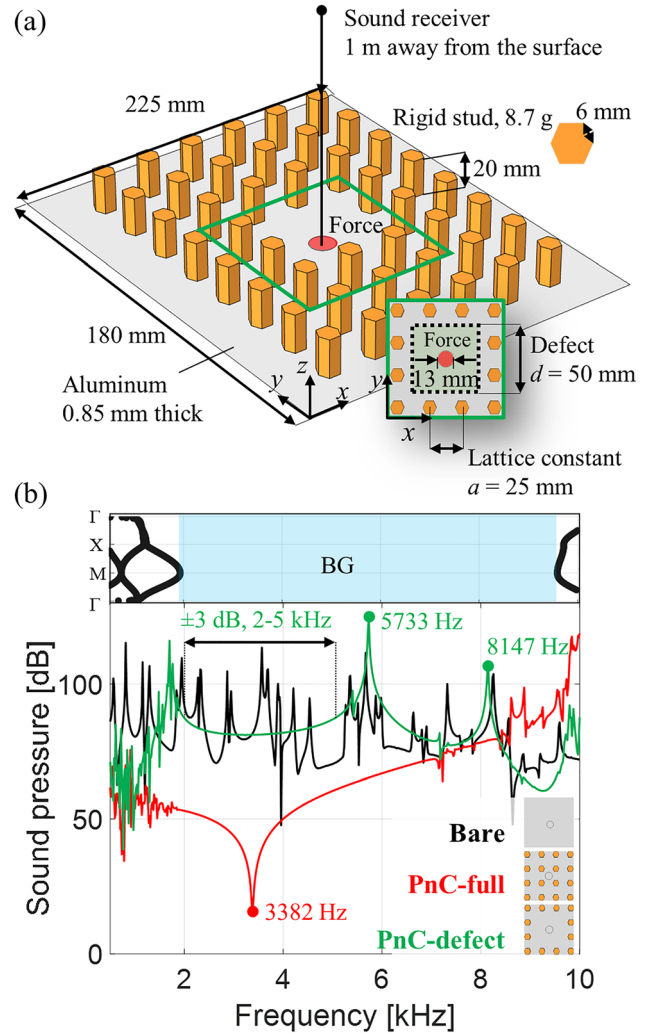 (a)
Sound receiver
1 m away from the surface
225 mm
Rigid stud, 8.7 g
6 mm
20 mm
Force
180 mm
Aluminum
0.85 mm thick
z
y
x
Force
13 mm
y
x
Defect
d = 50 mm
Lattice constant
a = 25 mm
(b)
Γ
X
M
Γ
BG
±3 dB, 2-5 kHz
5733 Hz
8147 Hz
3382 Hz
Bare
PnC-full
PnC-defect
100
50
0
Sound pressure [dB]
2
4
6
8
10
Frequency [kHz]